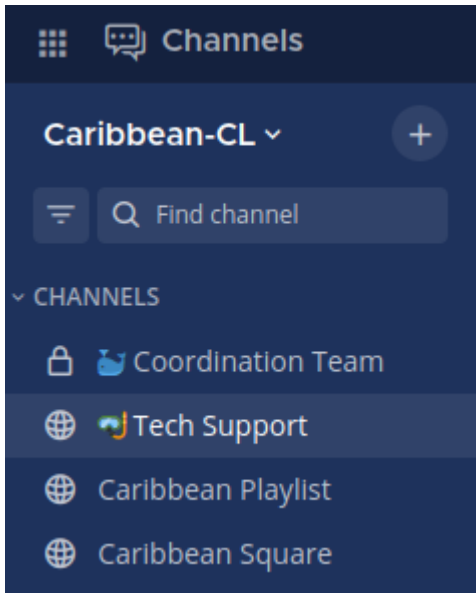 Channels
Caribbean-CL
Find channel
CHANNELS
🐳 Coordination Team
🤿 Tech Support
Caribbean Playlist
Caribbean Square